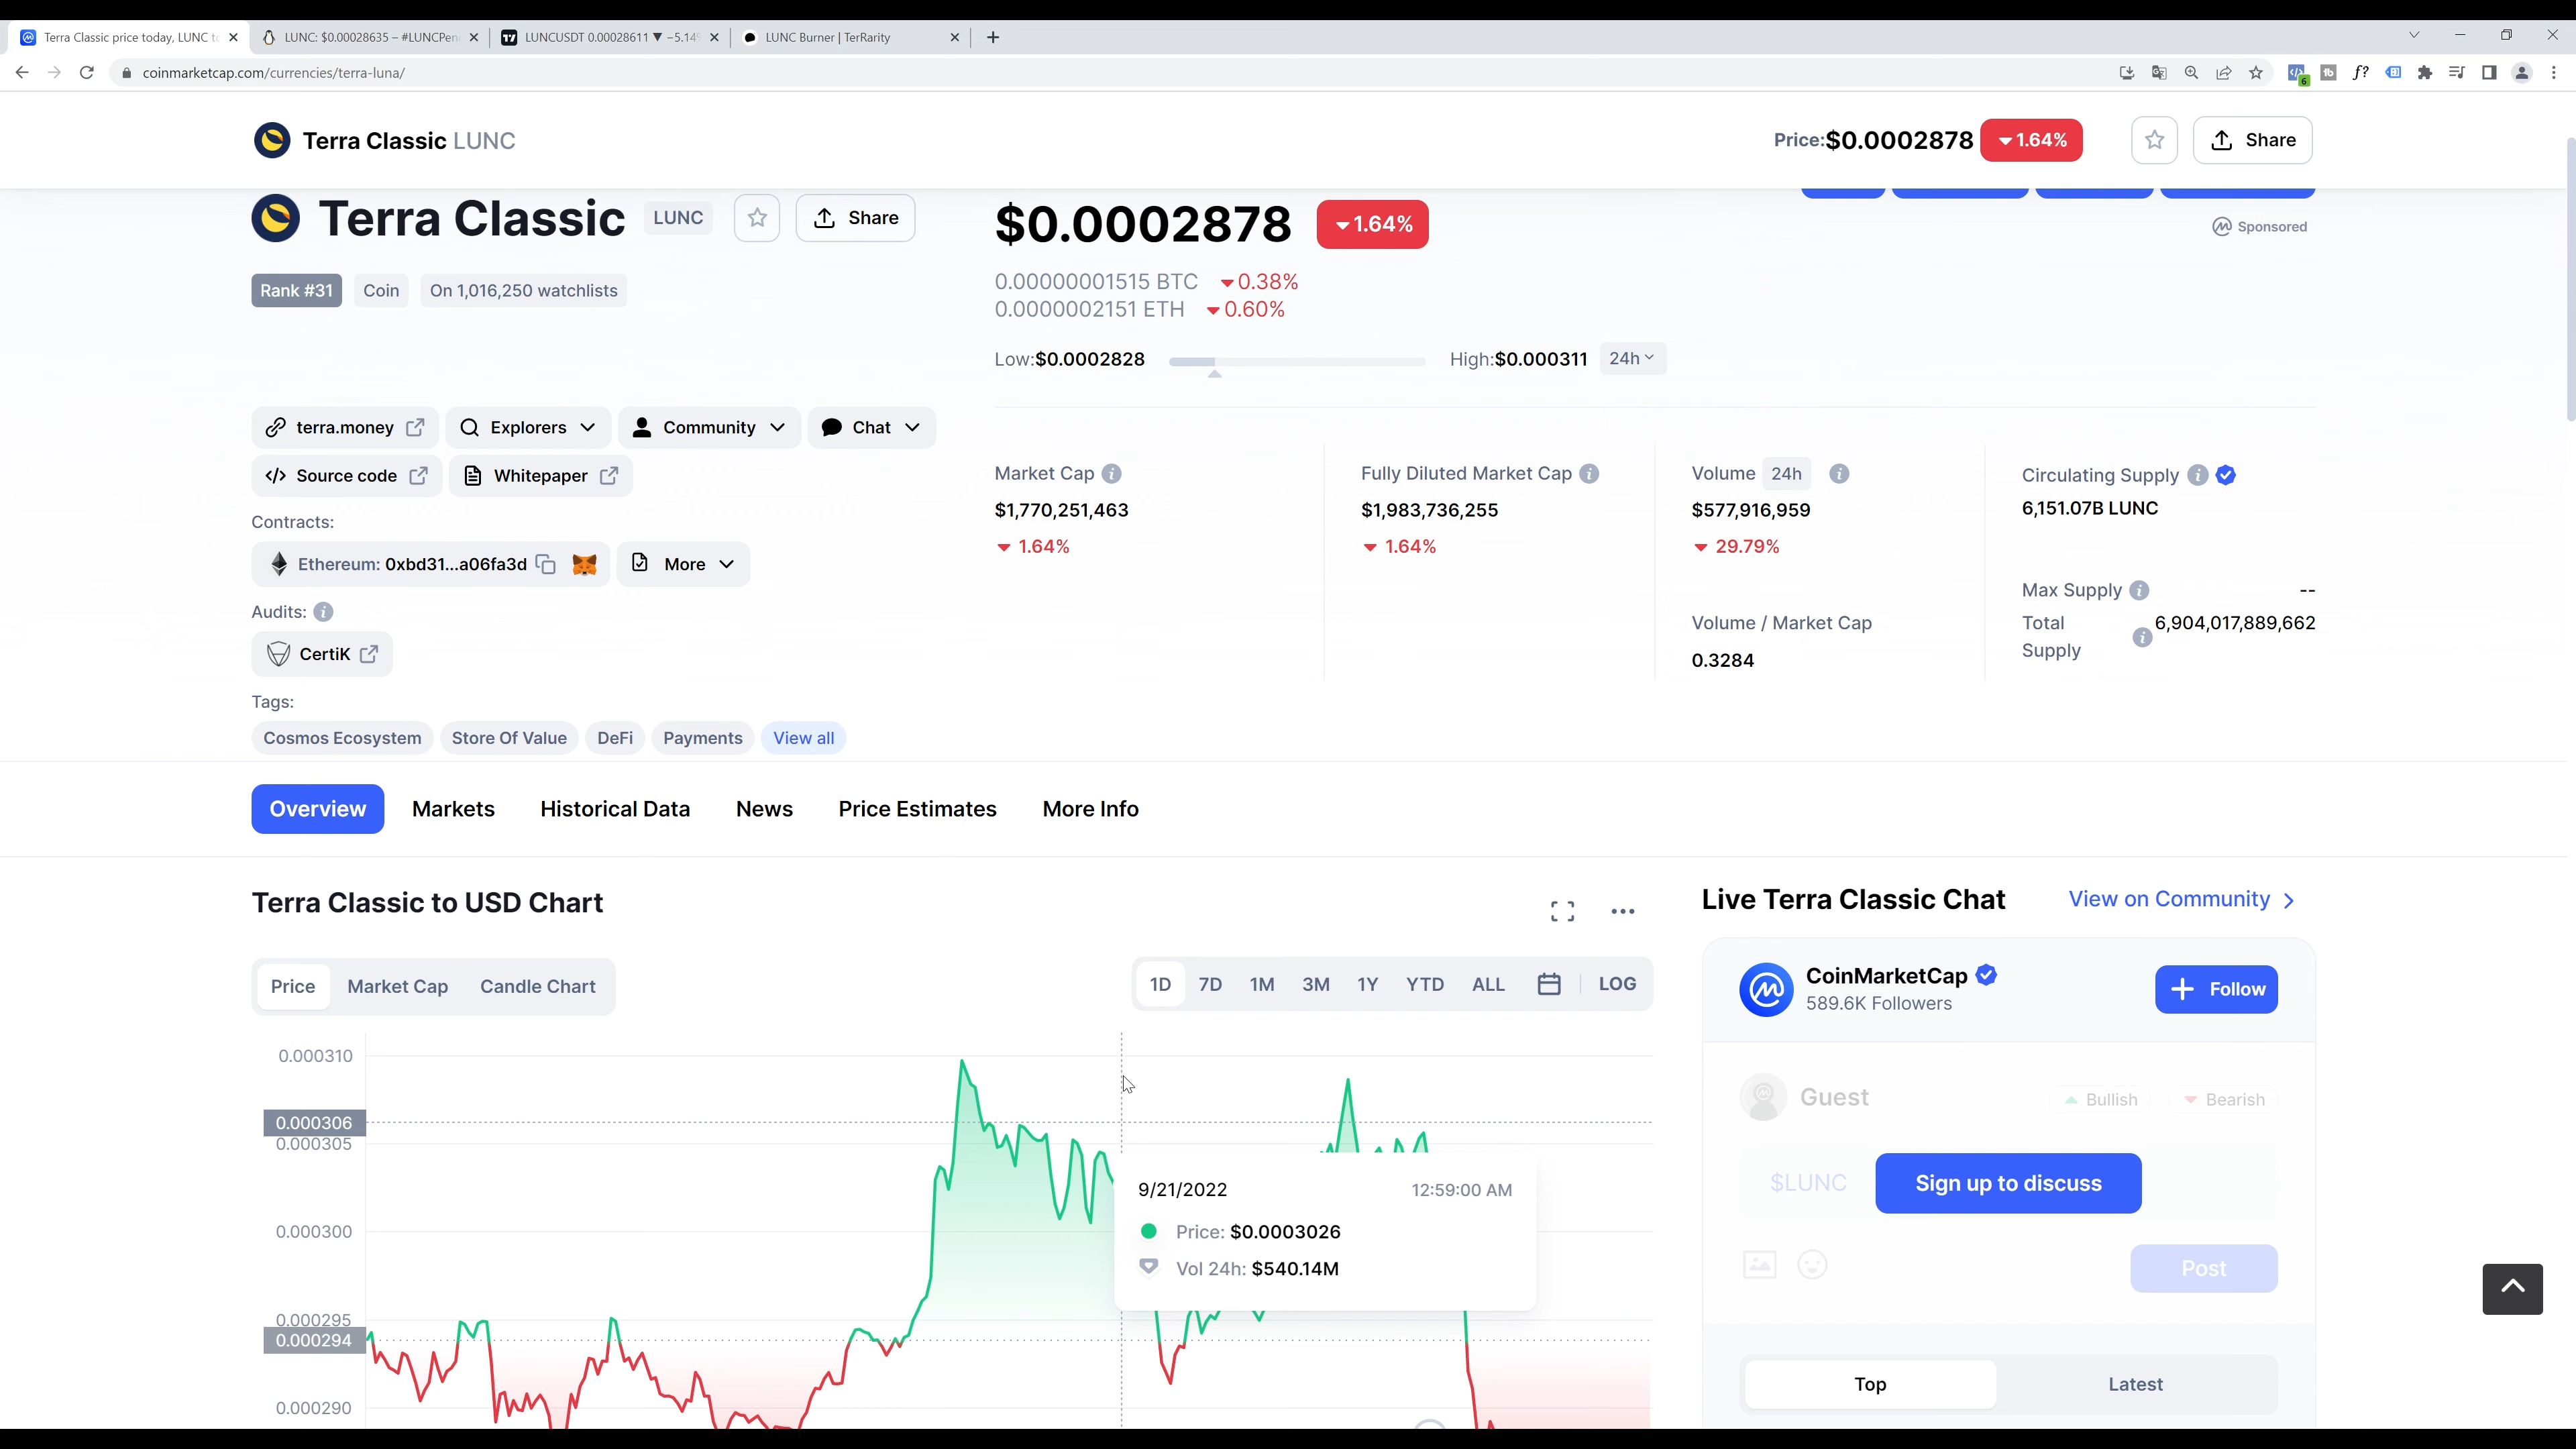 Terra Classic price today, LUNC to
LUNC: $0.00028635 – #LUNCPen
LUNCUSDT 0.00028611 ▼ −5.14
LUNC Burner | TerRarity
coinmarketcap.com/currencies/terra-luna/
6
Terra Classic LUNC
Price:$0.0002878
1.64%
Share
Terra Classic
LUNC
Share
$0.0002878
1.64%
Sponsored
Rank #31
Coin
On 1,016,250 watchlists
0.00000001515 BTC 0.38%
0.0000002151 ETH 0.60%
Low:$0.0002828
High:$0.000311
24h
terra.money
Explorers
Community
Chat
Source code
Whitepaper
Contracts:
Ethereum: 0xbd31...a06fa3d
More
Audits:
CertiK
Tags:
Cosmos Ecosystem
Store Of Value
DeFi
Payments
View all
Market Cap
$1,770,251,463
1.64%
Fully Diluted Market Cap
$1,983,736,255
1.64%
Volume 24h
$577,916,959
29.79%
Volume / Market Cap
0.3284
Circulating Supply
6,151.07B LUNC
Max Supply
--
Total Supply
6,904,017,889,662
Overview
Markets
Historical Data
News
Price Estimates
More Info
Terra Classic to USD Chart
Price
Market Cap
Candle Chart
1D
7D
1M
3M
1Y
YTD
ALL
LOG
0.000310
0.000306
0.000305
0.000300
0.000295
0.000294
0.000290
9/21/2022
12:59:00 AM
Price: $0.0003026
Vol 24h: $540.14M
Live Terra Classic Chat
View on Community
CoinMarketCap
589.6K Followers
Follow
Guest
Bullish
Bearish
$LUNC
Sign up to discuss
Post
Top
Latest